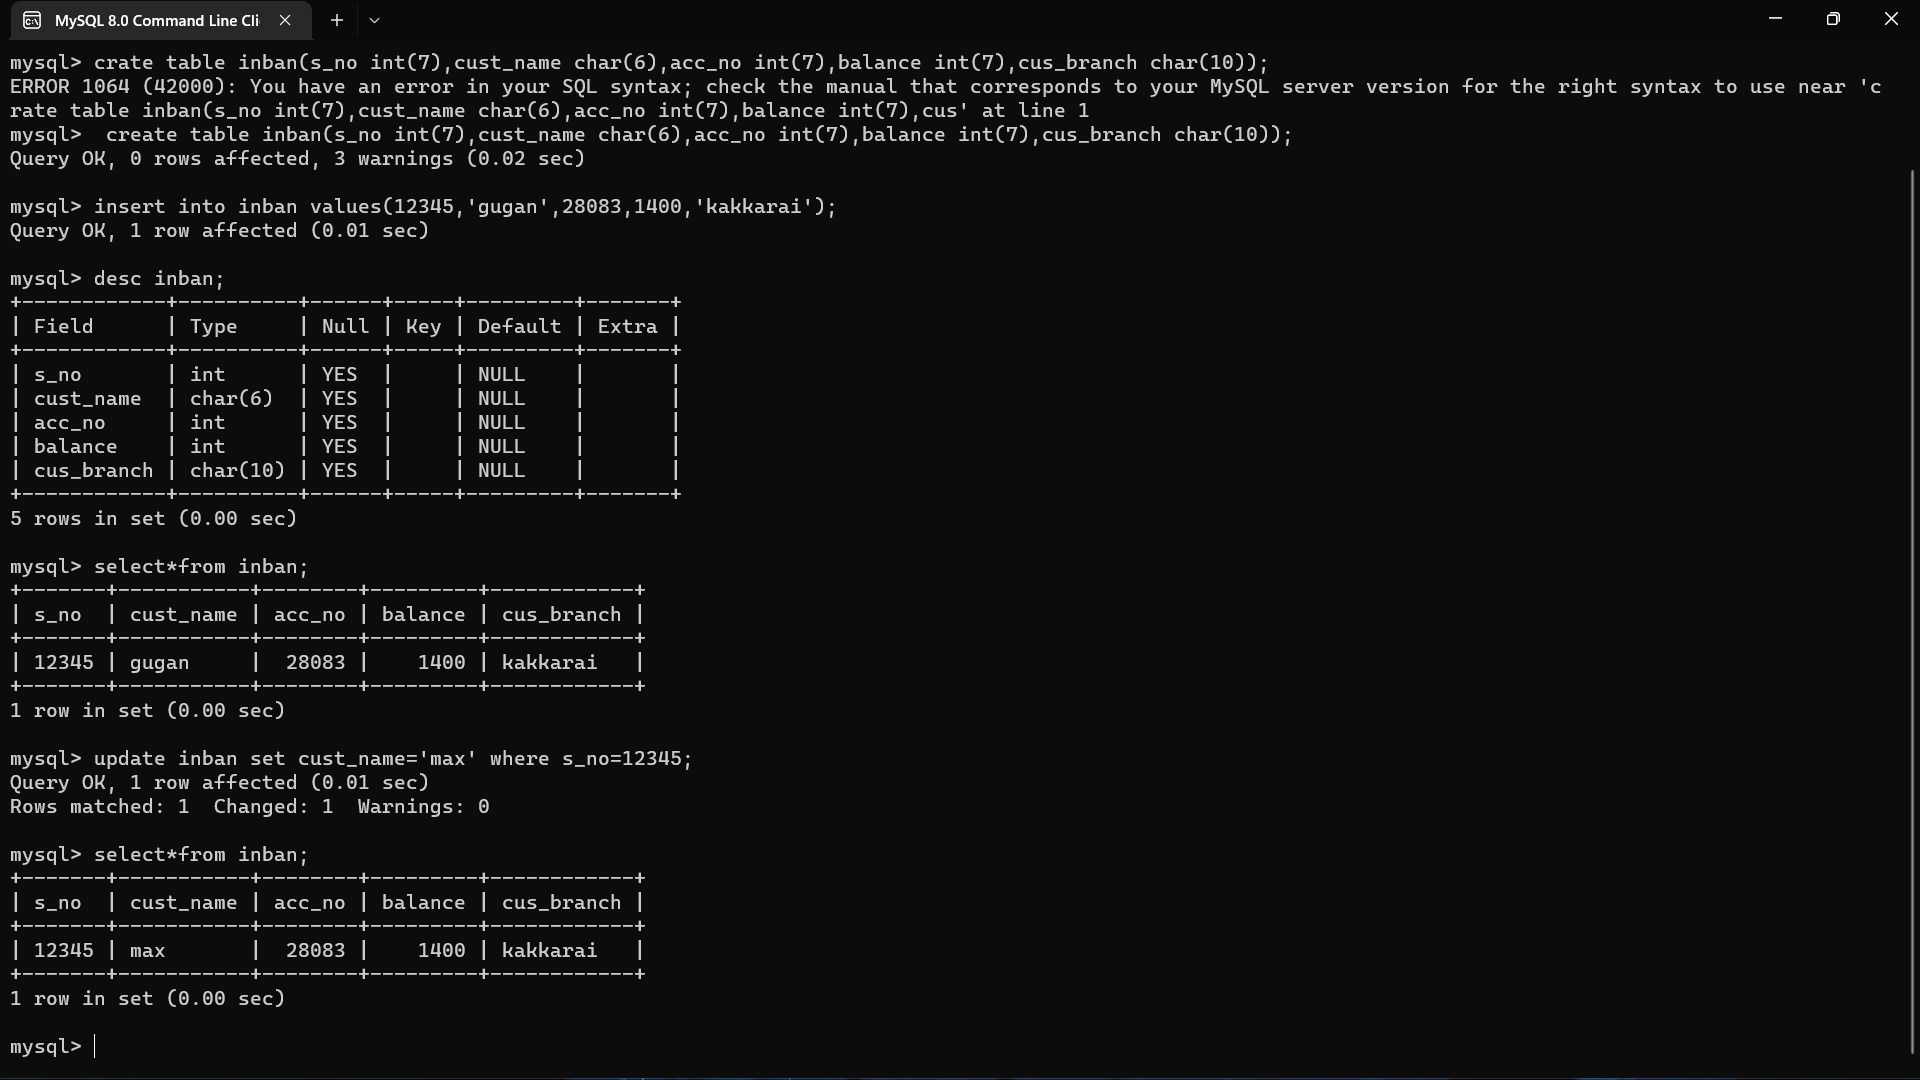 MySQL 8.0 Command Line Cli
mysql> crate table inban(s_no int(7),cust_name char(6),acc_no int(7),balance int(7),cus_branch char(10));
ERROR 1064 (42000): You have an error in your SQL syntax; check the manual that corresponds to your MySQL server version for the right syntax to use near 'c
rate table inban(s_no int(7),cust_name char(6),acc_no int(7),balance int(7),cus' at line 1
mysql>  create table inban(s_no int(7),cust_name char(6),acc_no int(7),balance int(7),cus_branch char(10));
Query OK, 0 rows affected, 3 warnings (0.02 sec)

mysql> insert into inban values(12345,'gugan',28083,1400,'kakkarai');
Query OK, 1 row affected (0.01 sec)

mysql> desc inban;
+------------+----------+------+-----+---------+-------+
| Field      | Type     | Null | Key | Default | Extra |
+------------+----------+------+-----+---------+-------+
| s_no       | int      | YES  |     | NULL    |       |
| cust_name  | char(6)  | YES  |     | NULL    |       |
| acc_no     | int      | YES  |     | NULL    |       |
| balance    | int      | YES  |     | NULL    |       |
| cus_branch | char(10) | YES  |     | NULL    |       |
+------------+----------+------+-----+---------+-------+
5 rows in set (0.00 sec)

mysql> select*from inban;
+-------+-----------+--------+---------+------------+
| s_no  | cust_name | acc_no | balance | cus_branch |
+-------+-----------+--------+---------+------------+
| 12345 | gugan     |  28083 |    1400 | kakkarai   |
+-------+-----------+--------+---------+------------+
1 row in set (0.00 sec)

mysql> update inban set cust_name='max' where s_no=12345;
Query OK, 1 row affected (0.01 sec)
Rows matched: 1  Changed: 1  Warnings: 0

mysql> select*from inban;
+-------+-----------+--------+---------+------------+
| s_no  | cust_name | acc_no | balance | cus_branch |
+-------+-----------+--------+---------+------------+
| 12345 | max       |  28083 |    1400 | kakkarai   |
+-------+-----------+--------+---------+------------+
1 row in set (0.00 sec)

mysql>